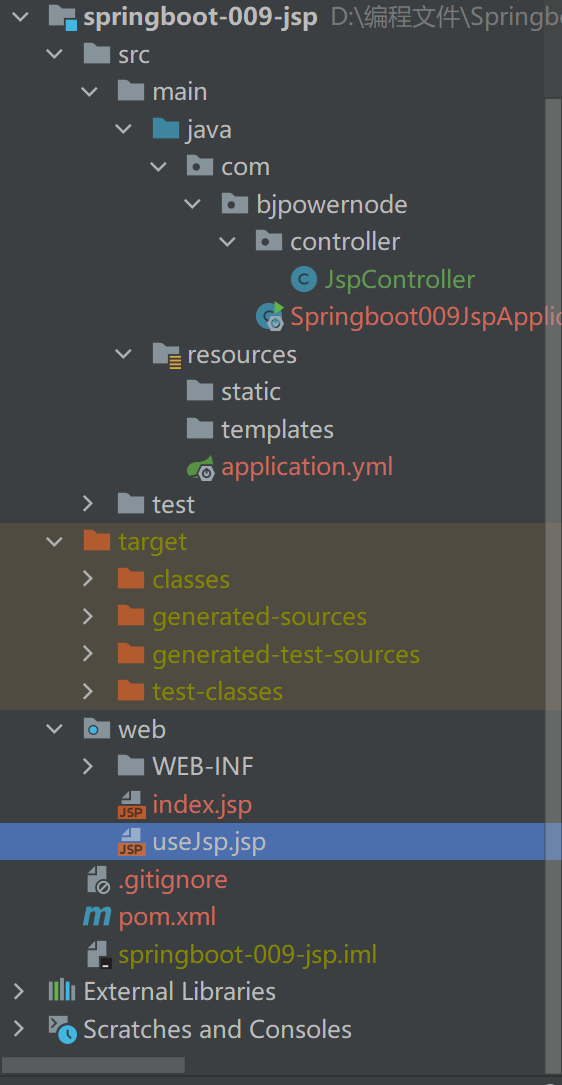 springboot-009-jsp D:\编程文件\Springb
src
main
java
com
bjpowernode
controller
JspController
Springboot009JspApplic
resources
static
templates
application.yml
test
target
classes
generated-sources
generated-test-sources
test-classes
web
WEB-INF
index.jsp
useJsp.jsp
.gitignore
pom.xml
springboot-009-jsp.iml
External Libraries
Scratches and Consoles